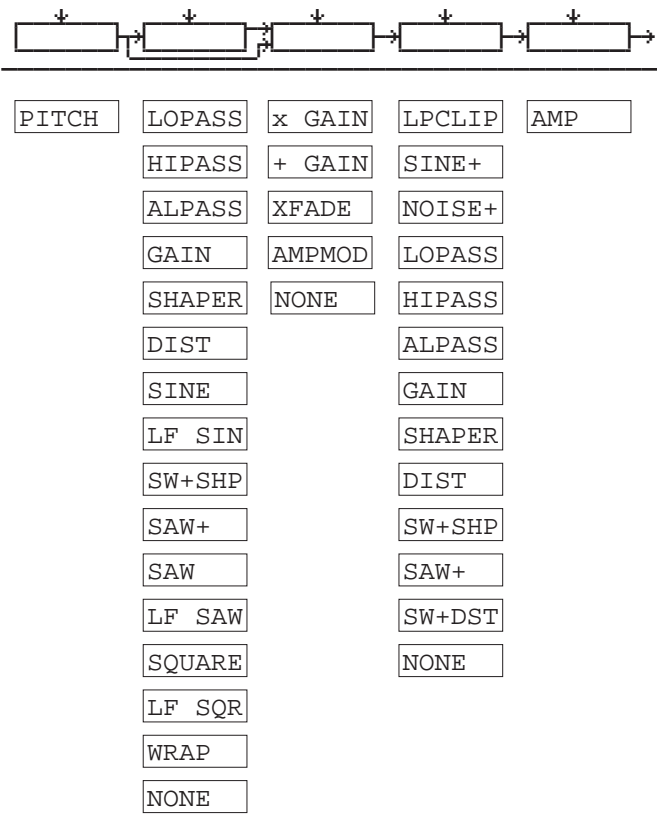 PITCH LOPASS x GAIN LPCLIP AMP
HIPASS + GAIN SINE+
ALPASS XFADE NOISE+
GAIN AMPMOD LOPASS
SHAPER NONE HIPASS
DIST ALPASS
SINE GAIN
LF SIN SHAPER
SW+SHP DIST
SAW+ SW+SHP
SAW SAW+
LF SAW SW+DST
SQUARE NONE
LF SQR
WRAP
NONE